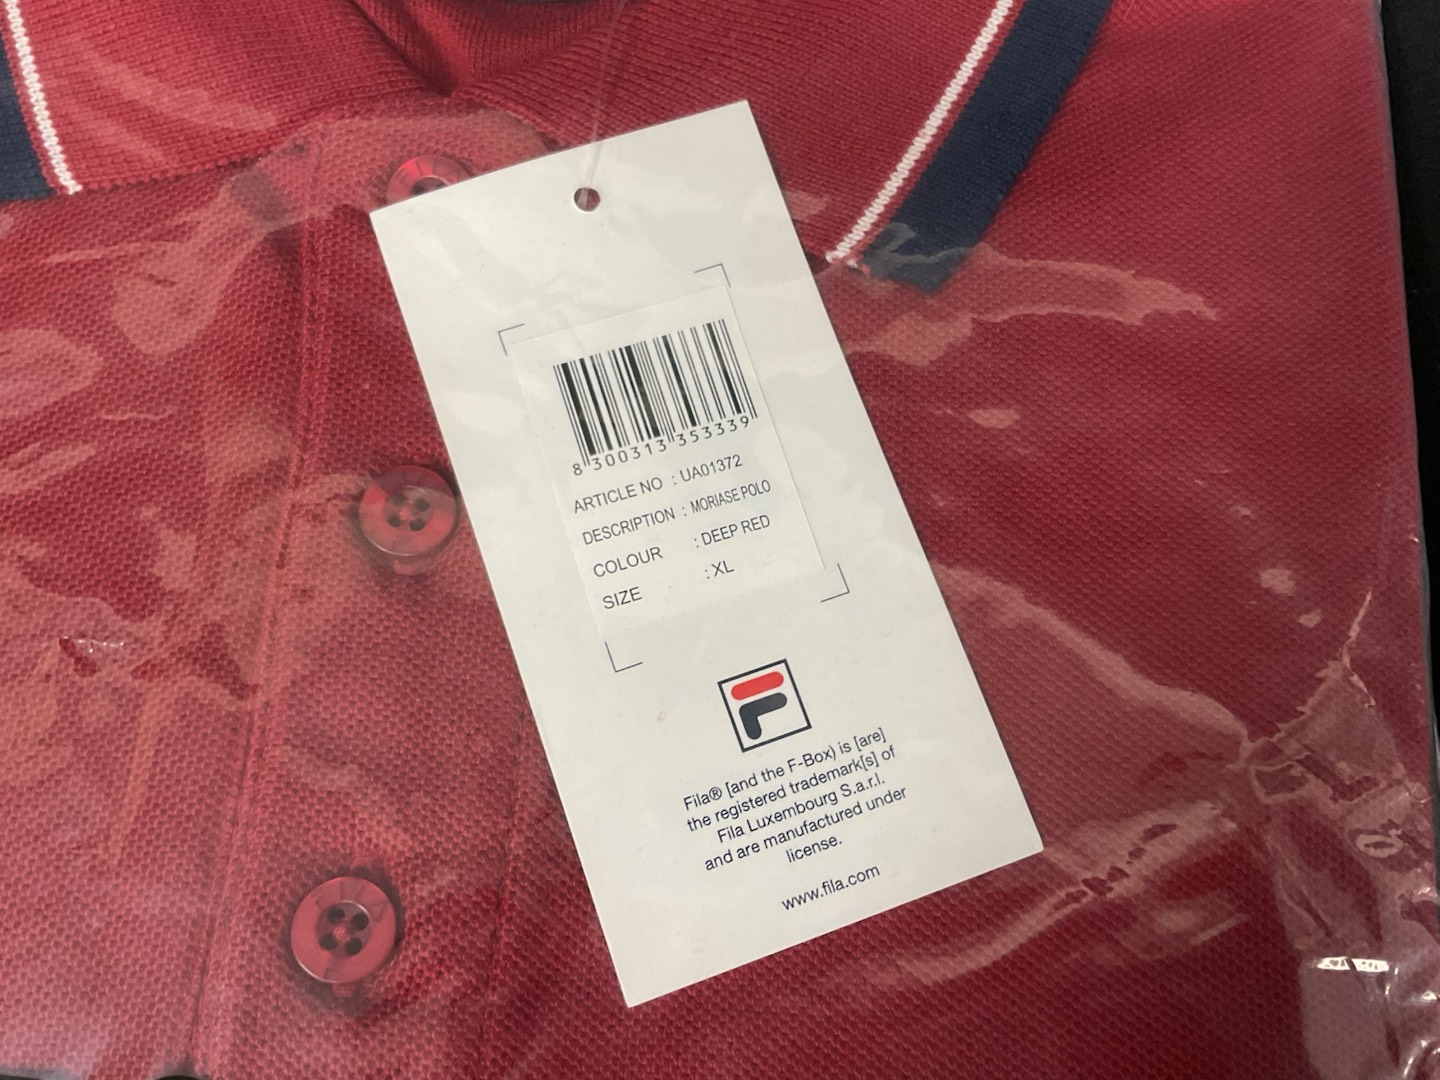 8 300313 353339
ARTICLE NO : UA01372
DESCRIPTION : MORIASE POLO
COLOUR : DEEP RED
SIZE : XL
Fila® [and the F-Box) is [are]
the registered trademark[s] of
Fila Luxembourg S.a.r.l.
and are manufactured under
license.
www.fila.com